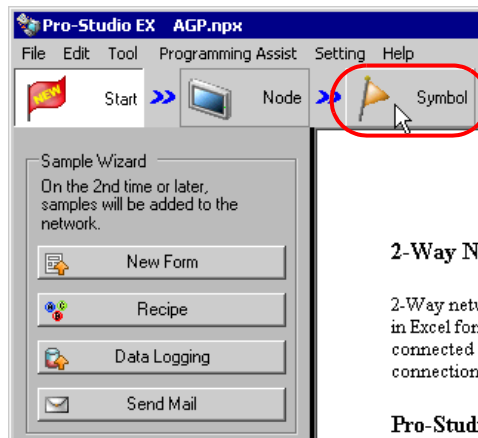 Pro-Studio EX AGP.npx
File Edit Tool Programming Assist Setting Help
NEW Start Node Symbol
Sample Wizard
On the 2nd time or later,
samples will be added to the
network.
New Form
Recipe
Data Logging
Send Mail
2-Way N
2-Way netw
in Excel for
connected
connection
Pro-Studi